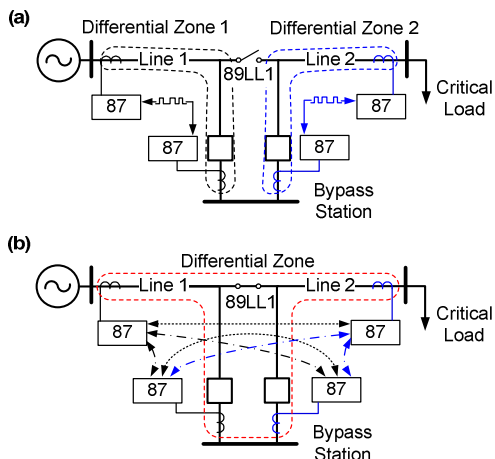 (a)
Differential Zone 1
Differential Zone 2
Line 1
89LL1
Line 2
87
87
87
87
Critical
Load
Bypass
Station
(b)
Differential Zone
Line 1
89LL1
Line 2
87
87
87
87
Critical
Load
Bypass
Station